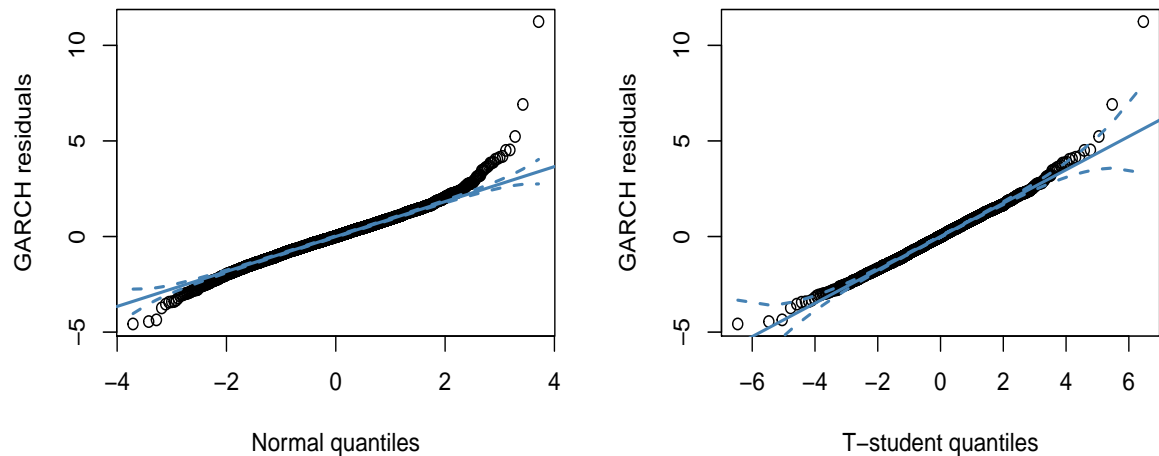 GARCH residuals
10
5
0
−5
−4 −2 0 2 4
Normal quantiles
GARCH residuals
10
5
0
−5
−6 −4 −2 0 2 4 6
T−student quantiles